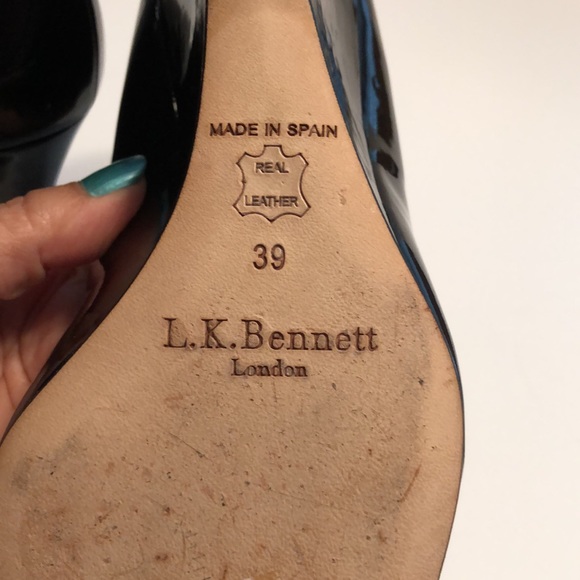 MADE IN SPAIN
REAL
LEATHER
39
L.K.Bennett
London